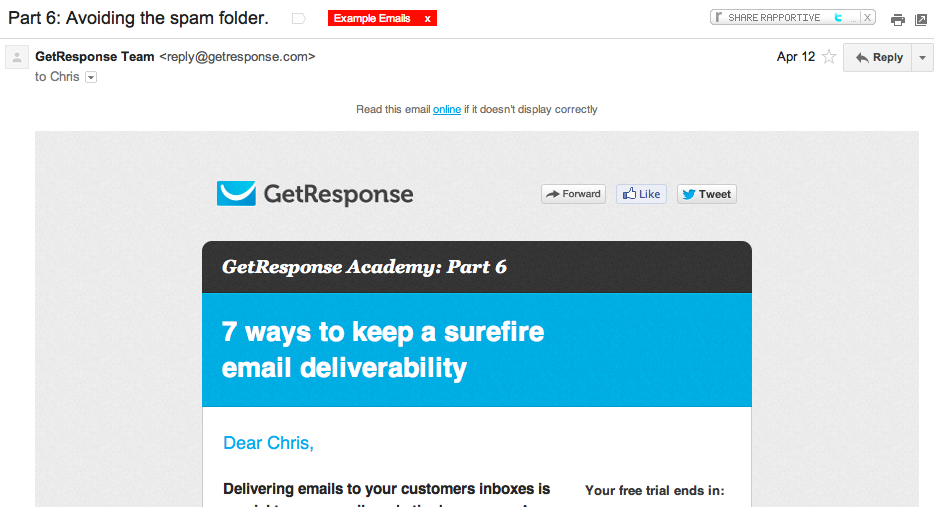 Part 6: Avoiding the spam folder.
Example Emails x
SHARE RAPPORTIVE
X
GetResponse Team <reply@getresponse.com>
Apr 12
Reply
to Chris
Read this email online if it doesn't display correctly
GetResponse
Forward
Like
Tweet
GetResponse Academy: Part 6
7 ways to keep a surefire
email deliverability
Dear Chris,
Delivering emails to your customers inboxes is
Your free trial ends in: